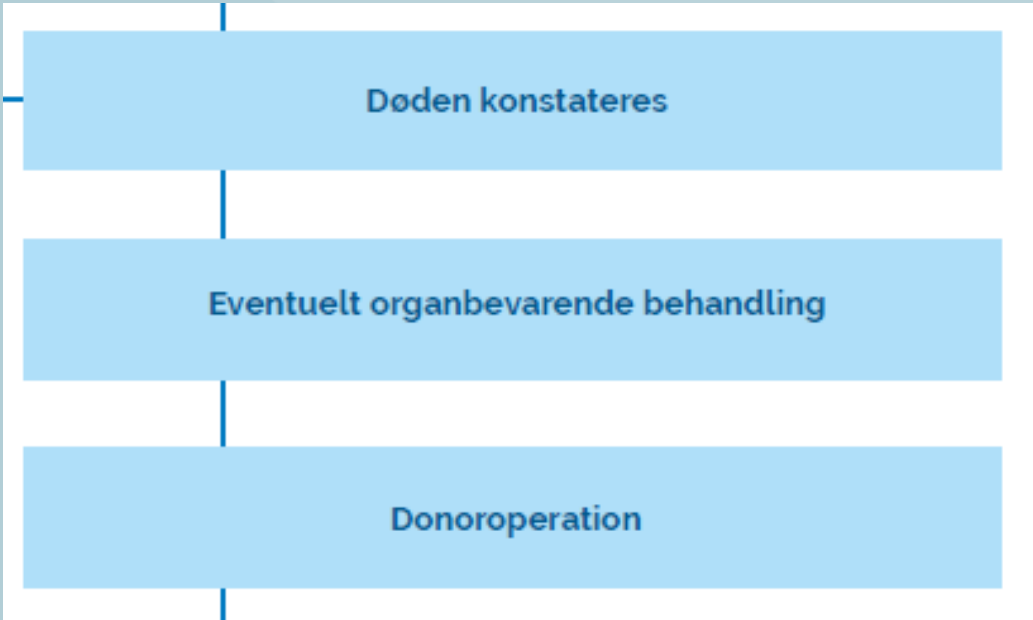 Døden konstateres
Eventuelt organbevarende behandling
Donoroperation